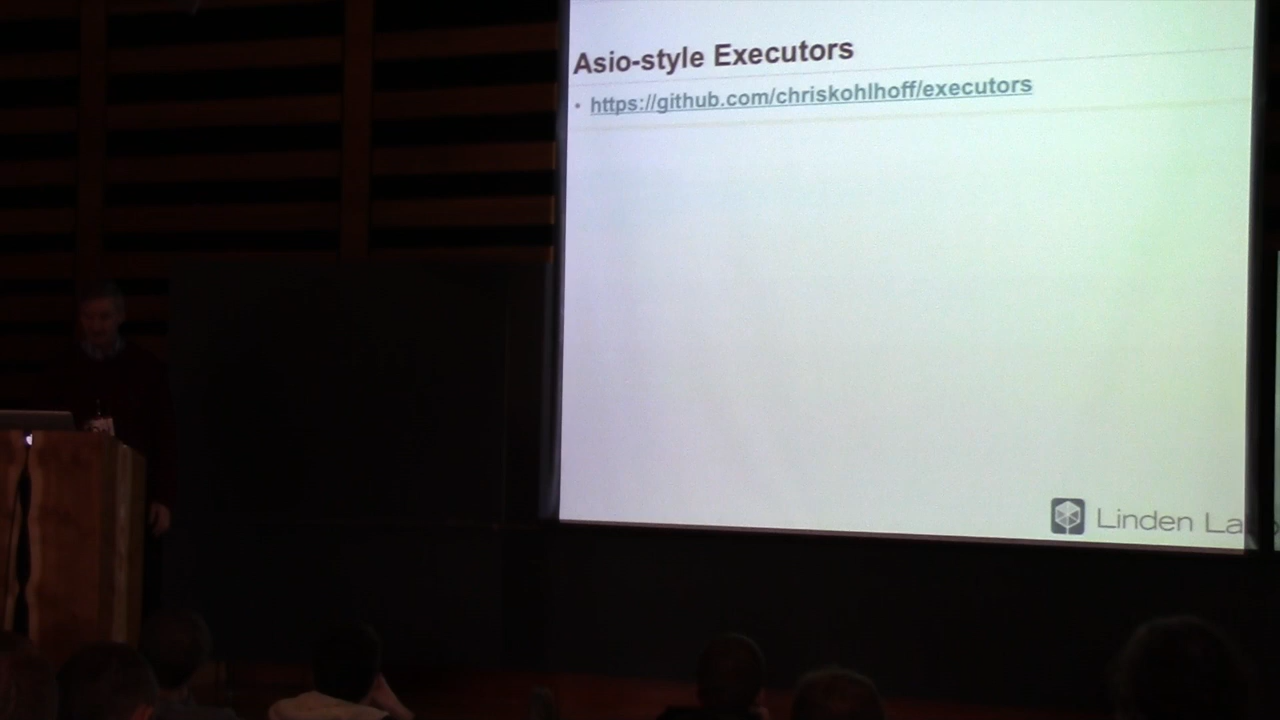 Asio-style Executors
• https://github.com/chriskohlhoff/executors
Linden La